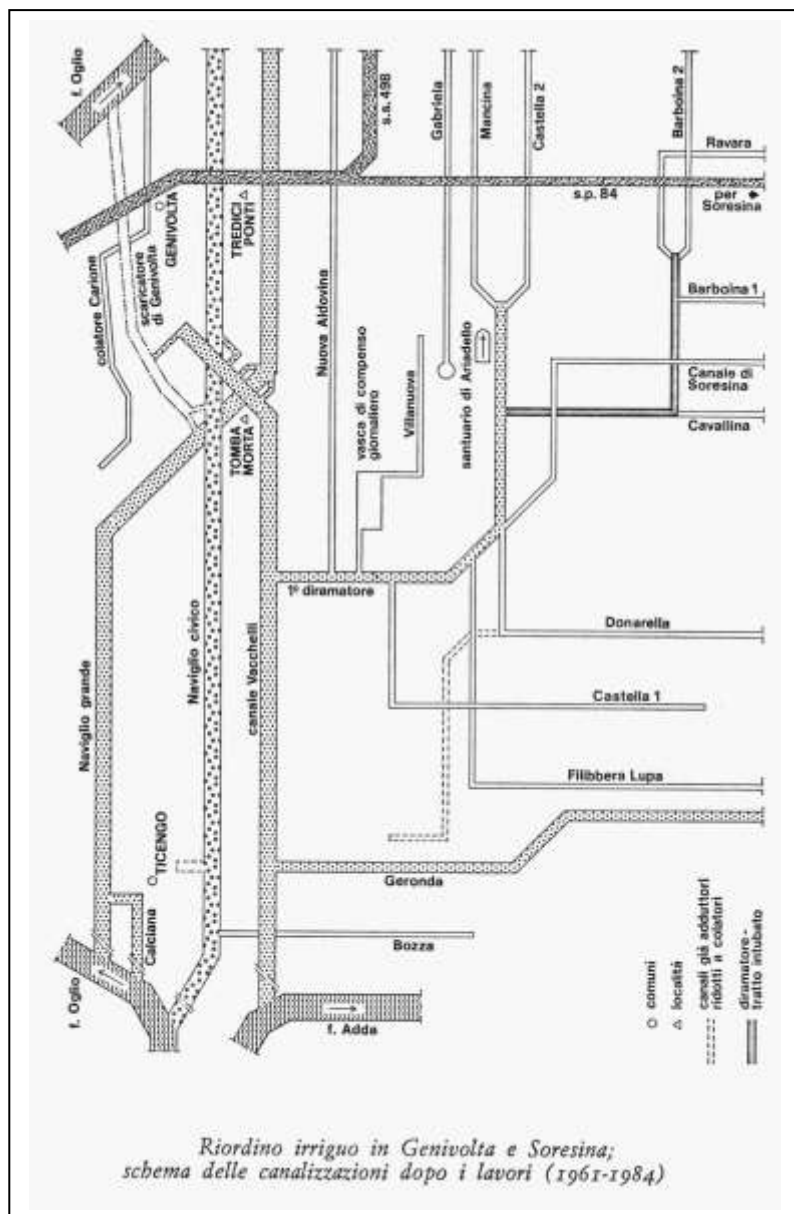 f. Oglio
s.s. 498
Gabriela
Mancina
Castella 2
Barboina 2
Ravara
s.p. 84
per
Soresina
GENIVOLTA
TREDICI
PONTI
colatore Carione
scaricatore
di Genivolta
Nuova Aldovina
vasca di compenso
giornaliero
Villanuova
santuario di Ariadello
Barboina 1
Canale di
Soresina
Cavallina
TOMBA
MORTA
1º diramatore
Naviglio grande
Naviglio civico
canale Vacchelli
Donarella
Castella 1
Filibbera Lupa
TICENGO
Calciana
Geronda
Bozza
f. Oglio
f. Adda
comuni
località
canali già adduttori
ridotti a colatori
diramatore-
tratto intubato
Riordino irriguo in Genivolta e Soresina;
schema delle canalizzazioni dopo i lavori (1961-1984)